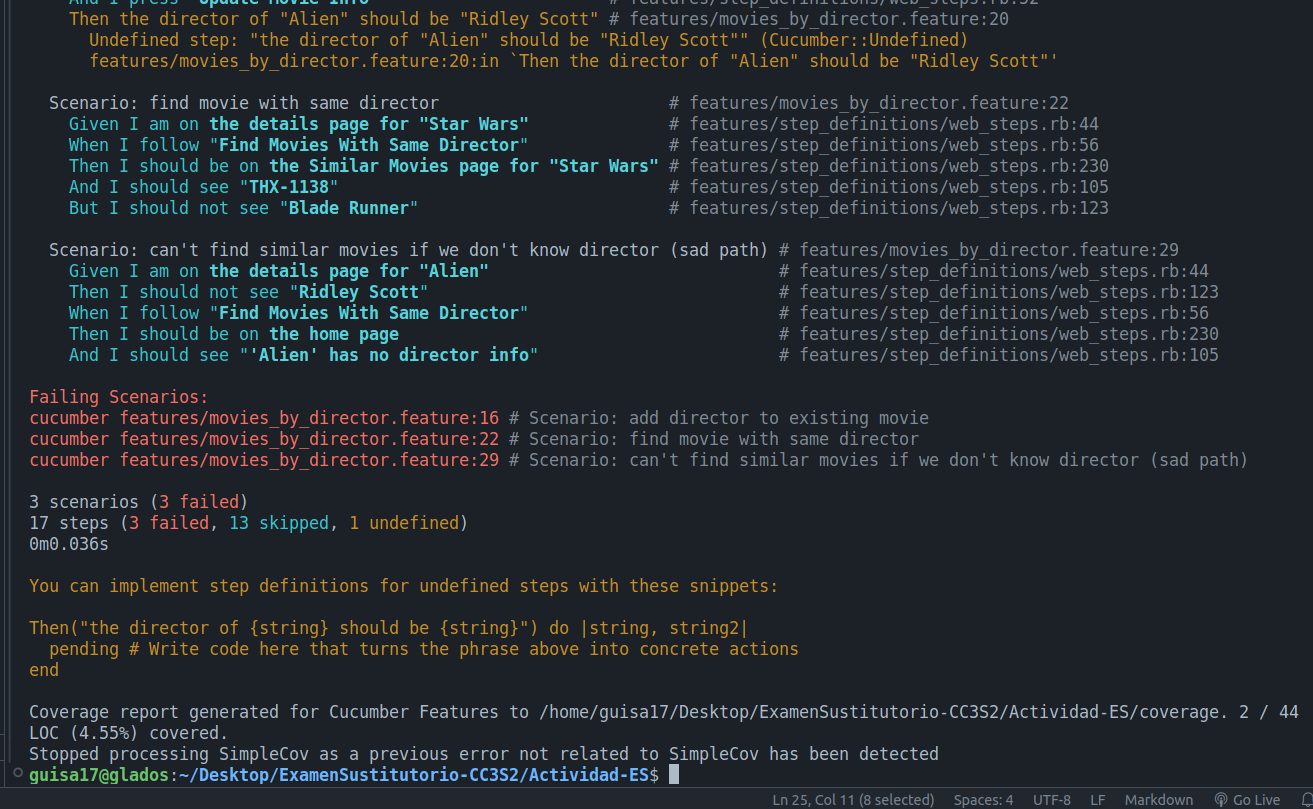 And I press "Update Movie Info" # features/step_definitions/web_steps.rb:52
Then the director of "Alien" should be "Ridley Scott" # features/movies_by_director.feature:20
Undefined step: "the director of "Alien" should be "Ridley Scott"" (Cucumber::Undefined)
features/movies_by_director.feature:20:in `Then the director of "Alien" should be "Ridley Scott"'
Scenario: find movie with same director # features/movies_by_director.feature:22
Given I am on the details page for "Star Wars" # features/step_definitions/web_steps.rb:44
When I follow "Find Movies With Same Director" # features/step_definitions/web_steps.rb:56
Then I should be on the Similar Movies page for "Star Wars" # features/step_definitions/web_steps.rb:230
And I should see "THX-1138" # features/step_definitions/web_steps.rb:105
But I should not see "Blade Runner" # features/step_definitions/web_steps.rb:123
Scenario: can't find similar movies if we don't know director (sad path) # features/movies_by_director.feature:29
Given I am on the details page for "Alien" # features/step_definitions/web_steps.rb:44
Then I should not see "Ridley Scott" # features/step_definitions/web_steps.rb:123
When I follow "Find Movies With Same Director" # features/step_definitions/web_steps.rb:56
Then I should be on the home page # features/step_definitions/web_steps.rb:230
And I should see "'Alien' has no director info" # features/step_definitions/web_steps.rb:105
Failing Scenarios:
cucumber features/movies_by_director.feature:16 # Scenario: add director to existing movie
cucumber features/movies_by_director.feature:22 # Scenario: find movie with same director
cucumber features/movies_by_director.feature:29 # Scenario: can't find similar movies if we don't know director (sad path)
3 scenarios (3 failed)
17 steps (3 failed, 13 skipped, 1 undefined)
0m0.036s
You can implement step definitions for undefined steps with these snippets:
Then("the director of {string} should be {string}") do |string, string2|
pending # Write code here that turns the phrase above into concrete actions
end
Coverage report generated for Cucumber Features to /home/guisa17/Desktop/ExamenSustitutorio-CC3S2/Actividad-ES/coverage. 2 / 44
LOC (4.55%) covered.
Stopped processing SimpleCov as a previous error not related to SimpleCov has been detected
guisa17@glados:~/Desktop/ExamenSustitutorio-CC3S2/Actividad-ES$
Ln 25, Col 11 (8 selected) Spaces: 4 UTF-8 LF Markdown Go Live